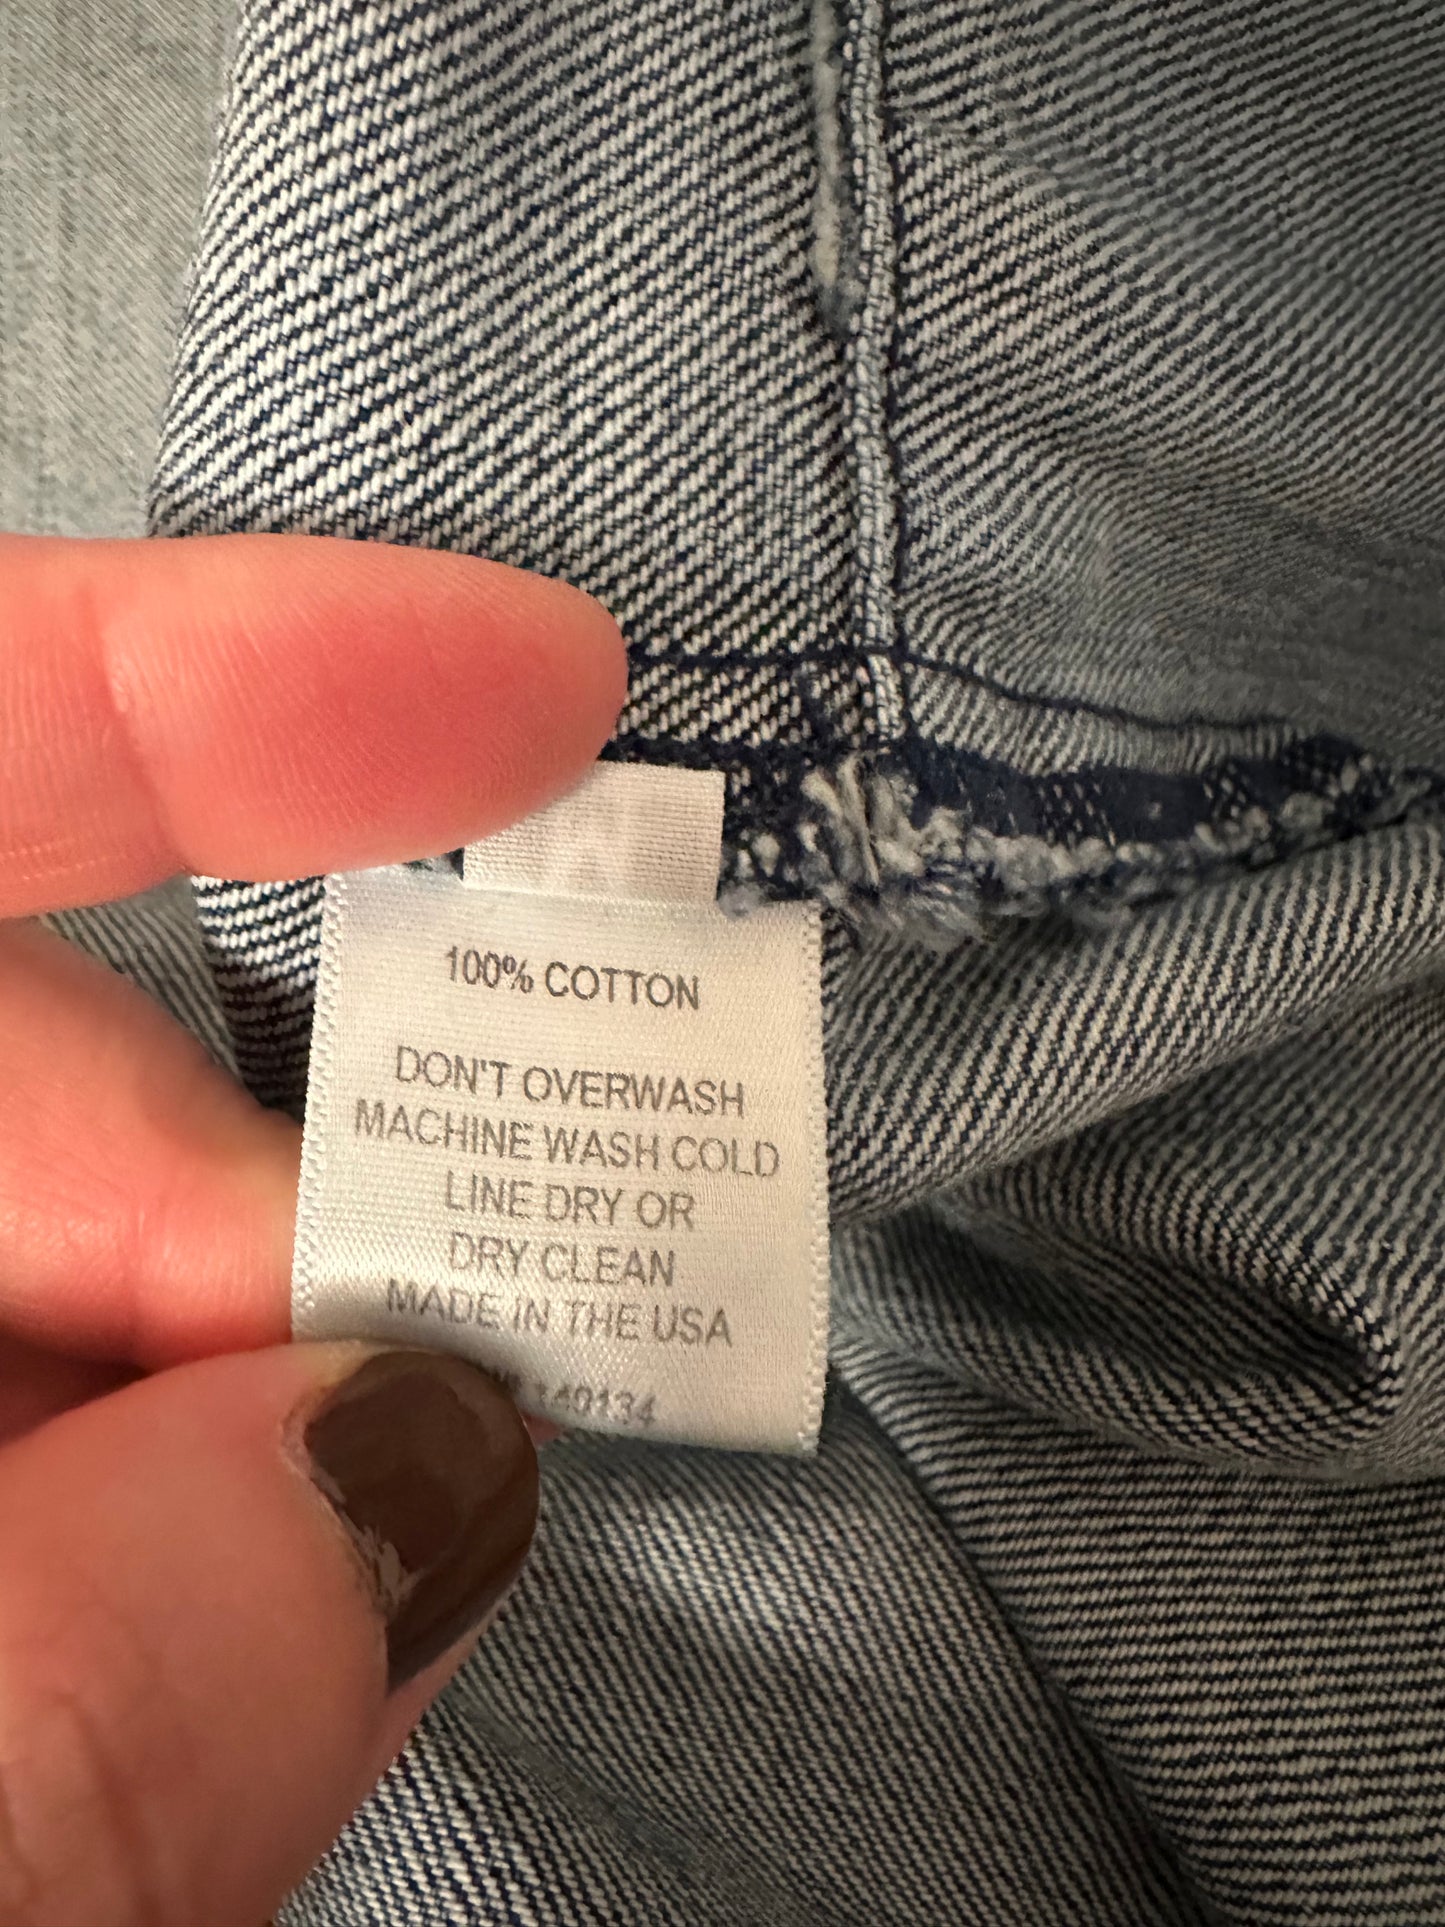 100% COTTON
DON'T OVERWASH
MACHINE WASH COLD
LINE DRY OR
DRY CLEAN
MADE IN THE USA